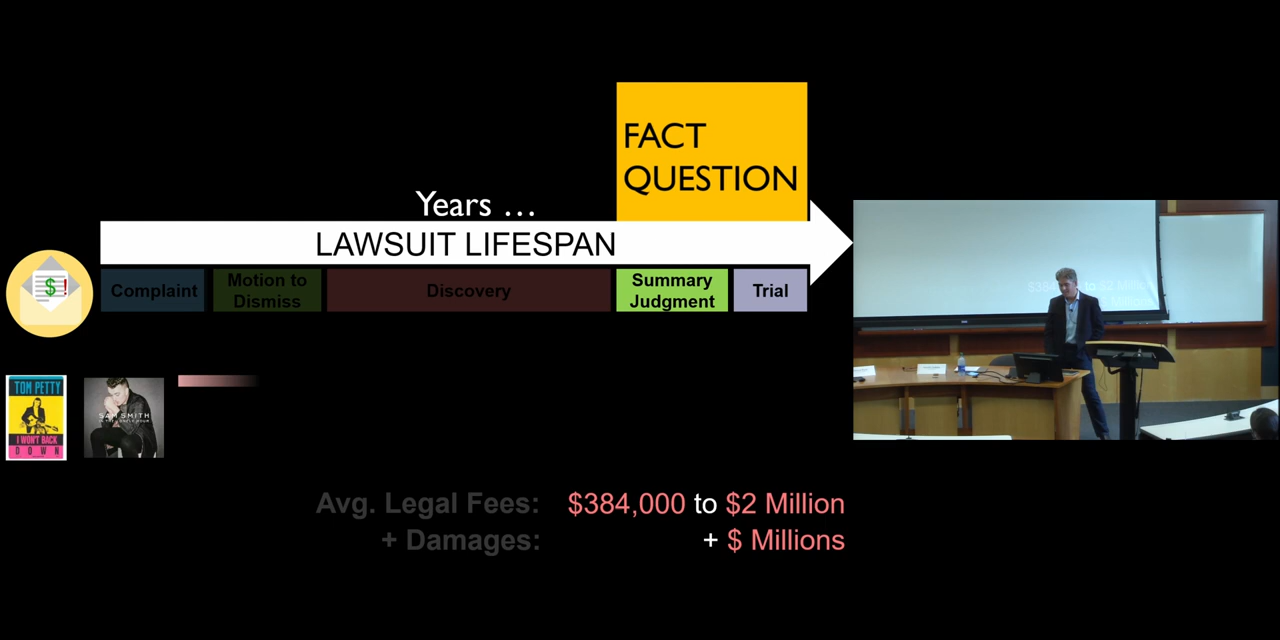 FACT
QUESTION
Years …
LAWSUIT LIFESPAN
Complaint
Motion to
Dismiss
Discovery
Summary
Judgment
Trial
$!
TOM PETTY
I WON'T BACK
DOWN
SAM SMITH
Avg. Legal Fees: $384,000 to $2 Million
+ Damages: + $ Millions